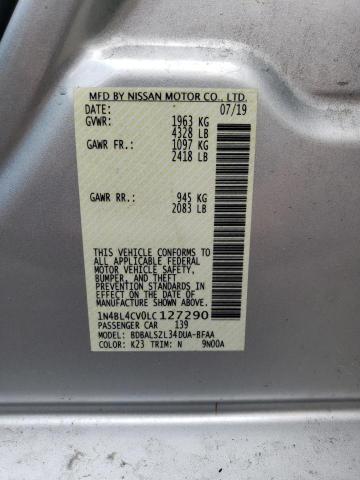 MFD BY NISSAN MOTOR CO., LTD.
DATE: 07/19
GVWR: 1963 KG
4328 LB
GAWR FR.: 1097 KG
2418 LB
GAWR RR.: 945 KG
2083 LB
THIS VEHICLE CONFORMS TO
ALL APPLICABLE FEDERAL
MOTOR VEHICLE SAFETY,
BUMPER, AND THEFT
PREVENTION STANDARDS
IN EFFECT ON THE DATE OF
MANUFACTURE SHOWN ABOVE.
1N4BL4CV0LC127290
PASSENGER CAR 139
MODEL: BDBALSZL34DUA-BFAA
COLOR: K23 TRIM: N 9N00A